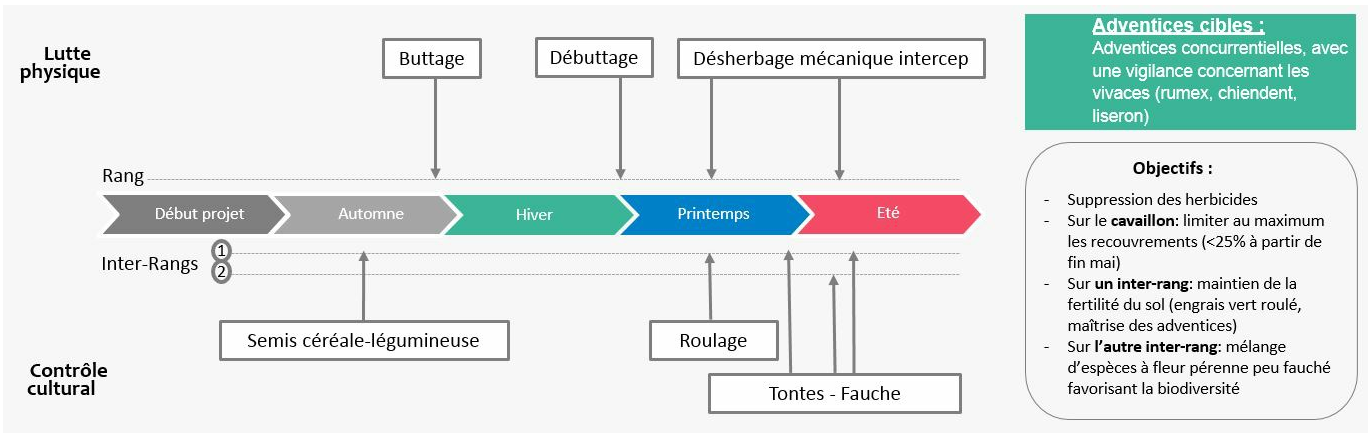 Lutte
physique
Buttage
Débuttage
Désherbage mécanique intercep
Rang
Début projet
Automne
Hiver
Printemps
Eté
Inter-Rangs
1
2
Semis céréale-légumineuse
Roulage
Tontes - Fauche
Contrôle
cultural
Adventices cibles :
Adventices concurrentielles, avec
une vigilance concernant les
vivaces (rumex, chiendent,
liseron)
Objectifs :
- Suppression des herbicides
- Sur le cavaillon: limiter au maximum
les recouvrements (<25% à partir de
fin mai)
- Sur un inter-rang: maintien de la
fertilité du sol (engrais vert roulé,
maîtrise des adventices)
- Sur l’autre inter-rang: mélange
d’espèces à fleur pérenne peu fauché
favorisant la biodiversité